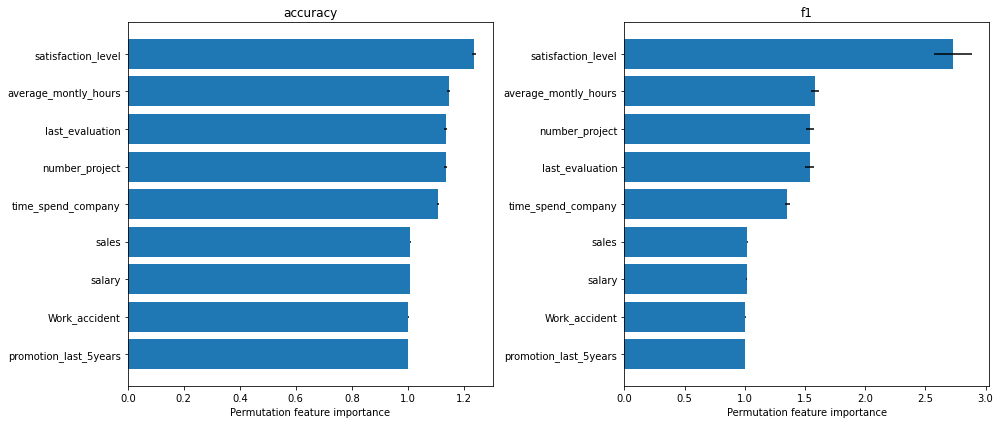 accuracy
satisfaction_level
average_montly_hours
last_evaluation
number_project
time_spend_company
sales
salary
Work_accident
promotion_last_5years
0.0 0.2 0.4 0.6 0.8 1.0 1.2
Permutation feature importance
f1
satisfaction_level
average_montly_hours
number_project
last_evaluation
time_spend_company
sales
salary
Work_accident
promotion_last_5years
0.0 0.5 1.0 1.5 2.0 2.5 3.0
Permutation feature importance